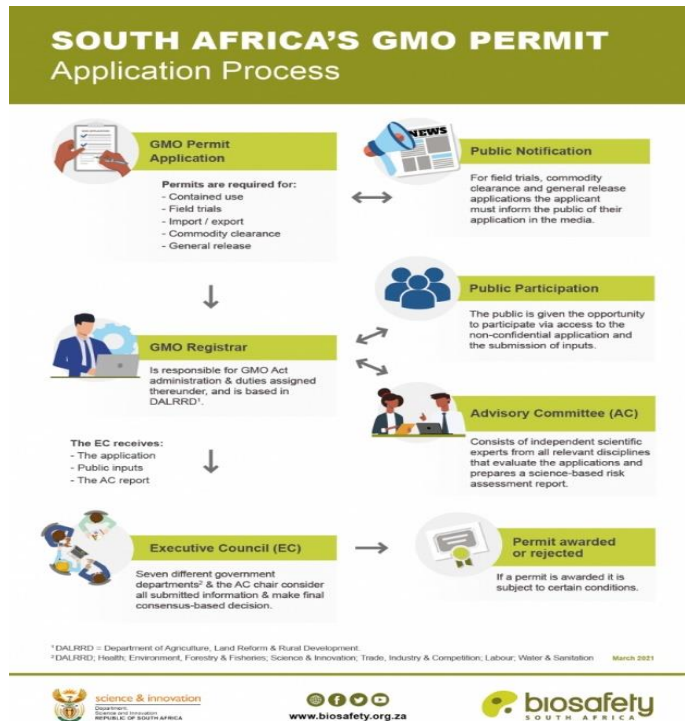 SOUTH AFRICA'S GMO PERMIT
Application Process
GMO Permit
Application
Permits are required for:
- Contained use
- Field trials
- Import / export
- Commodity clearance
- General release
NEWS
Public Notification
For field trials, commodity
clearance and general release
applications the applicant
must inform the public of their
application in the media.
Public Participation
The public is given the opportunity
to participate via access to the
non-confidential application and
the submission of inputs.
GMO Registrar
Is responsible for GMO Act
administration & duties assigned
thereunder, and is based in
DALRRD¹.
Advisory Committee (AC)
Consists of independent scientific
experts from all relevant disciplines
that evaluate the applications and
prepares a science-based risk
assessment report.
The EC receives:
- The application
- Public inputs
- The AC report
Executive Council (EC)
Seven different government
departments² & the AC chair consider
all submitted information & make final
consensus-based decision.
Permit awarded
or rejected
If a permit is awarded it is
subject to certain conditions.
¹DALRRD = Department of Agriculture, Land Reform & Rural Development.
²DALRRD; Health; Environment, Forestry & Fisheries; Science & Innovation; Trade, Industry & Competition; Labour; Water & Sanitation March 2021
science & innovation
Department:
Science and Innovation
REPUBLIC OF SOUTH AFRICA
www.biosafety.org.za
biosafety
SOUTH AFRICA